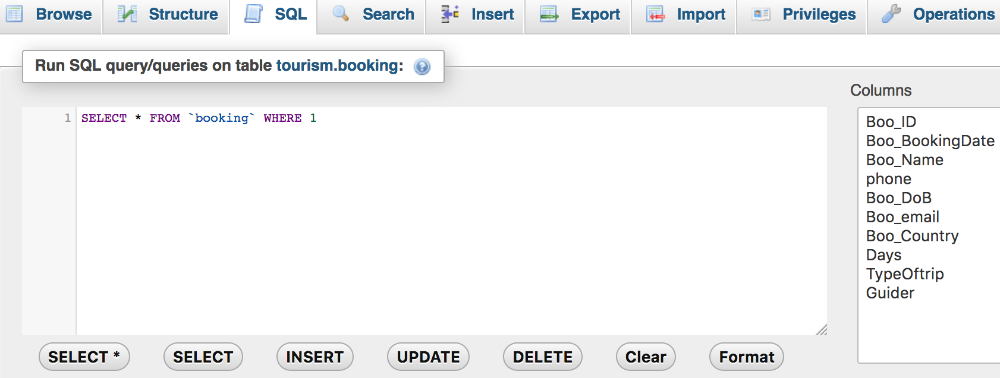 Browse Structure SQL Search Insert Export Import Privileges Operations
Run SQL query/queries on table tourism.booking:
Columns
1 SELECT * FROM `booking` WHERE 1
Boo_ID
Boo_BookingDate
Boo_Name
phone
Boo_DoB
Boo_email
Boo_Country
Days
TypeOftrip
Guider
SELECT * SELECT INSERT UPDATE DELETE Clear Format